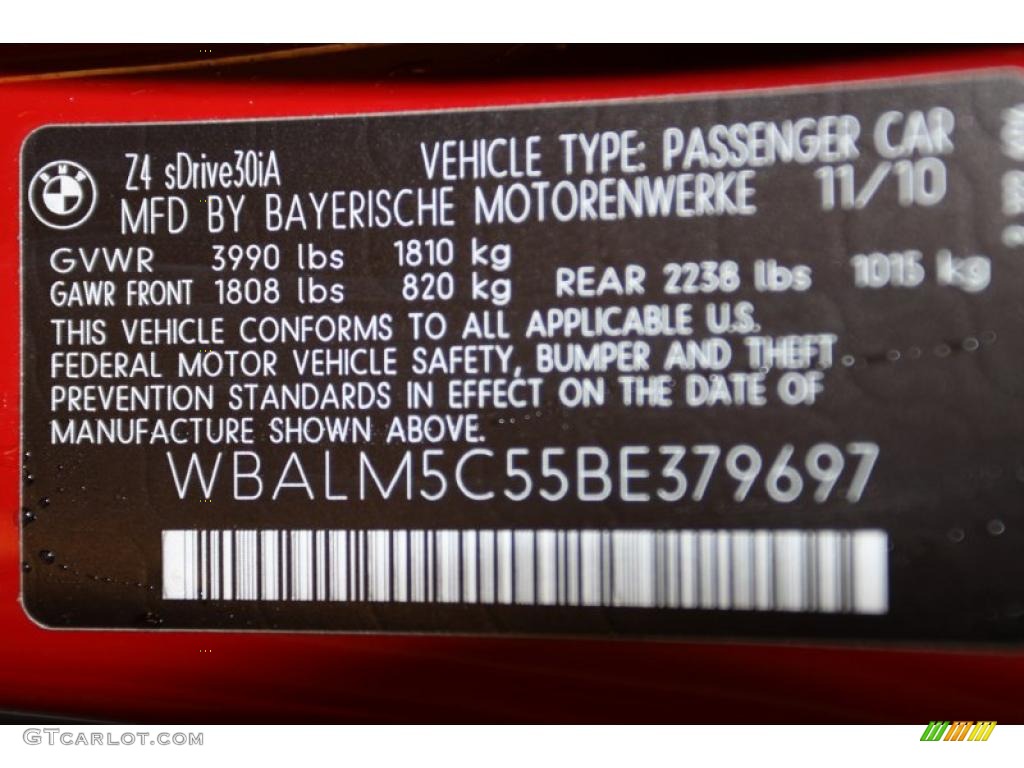 BMW
Z4 sDrive30iA VEHICLE TYPE: PASSENGER CAR
MFD BY BAYERISCHE MOTORENWERKE 11/10
GVWR 3990 lbs 1810 kg
GAWR FRONT 1808 lbs 820 kg REAR 2238 lbs 1015 kg
THIS VEHICLE CONFORMS TO ALL APPLICABLE U.S.
FEDERAL MOTOR VEHICLE SAFETY, BUMPER AND THEFT
PREVENTION STANDARDS IN EFFECT ON THE DATE OF
MANUFACTURE SHOWN ABOVE.
WBALM5C55BE379697
GTCARLOT.COM